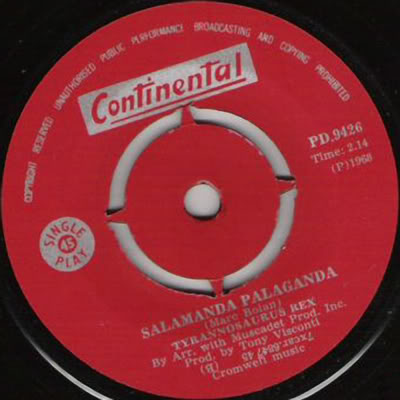 COPYRIGHT RESERVED UNAUTHORISED PUBLIC PERFORMANCE BROADCASTING AND COPYING PROHIBITED
Continental
PD.9426
Time: 2.14
(P)1968
SINGLE
45
PLAY
SALAMANDA PALAGANDA
(Marc Bolan)
TYRANNOSAURUS REX
By Arr. with Muscadel Prod. Inc.
Prod. by Tony Visconti
(B)
Cromwell music